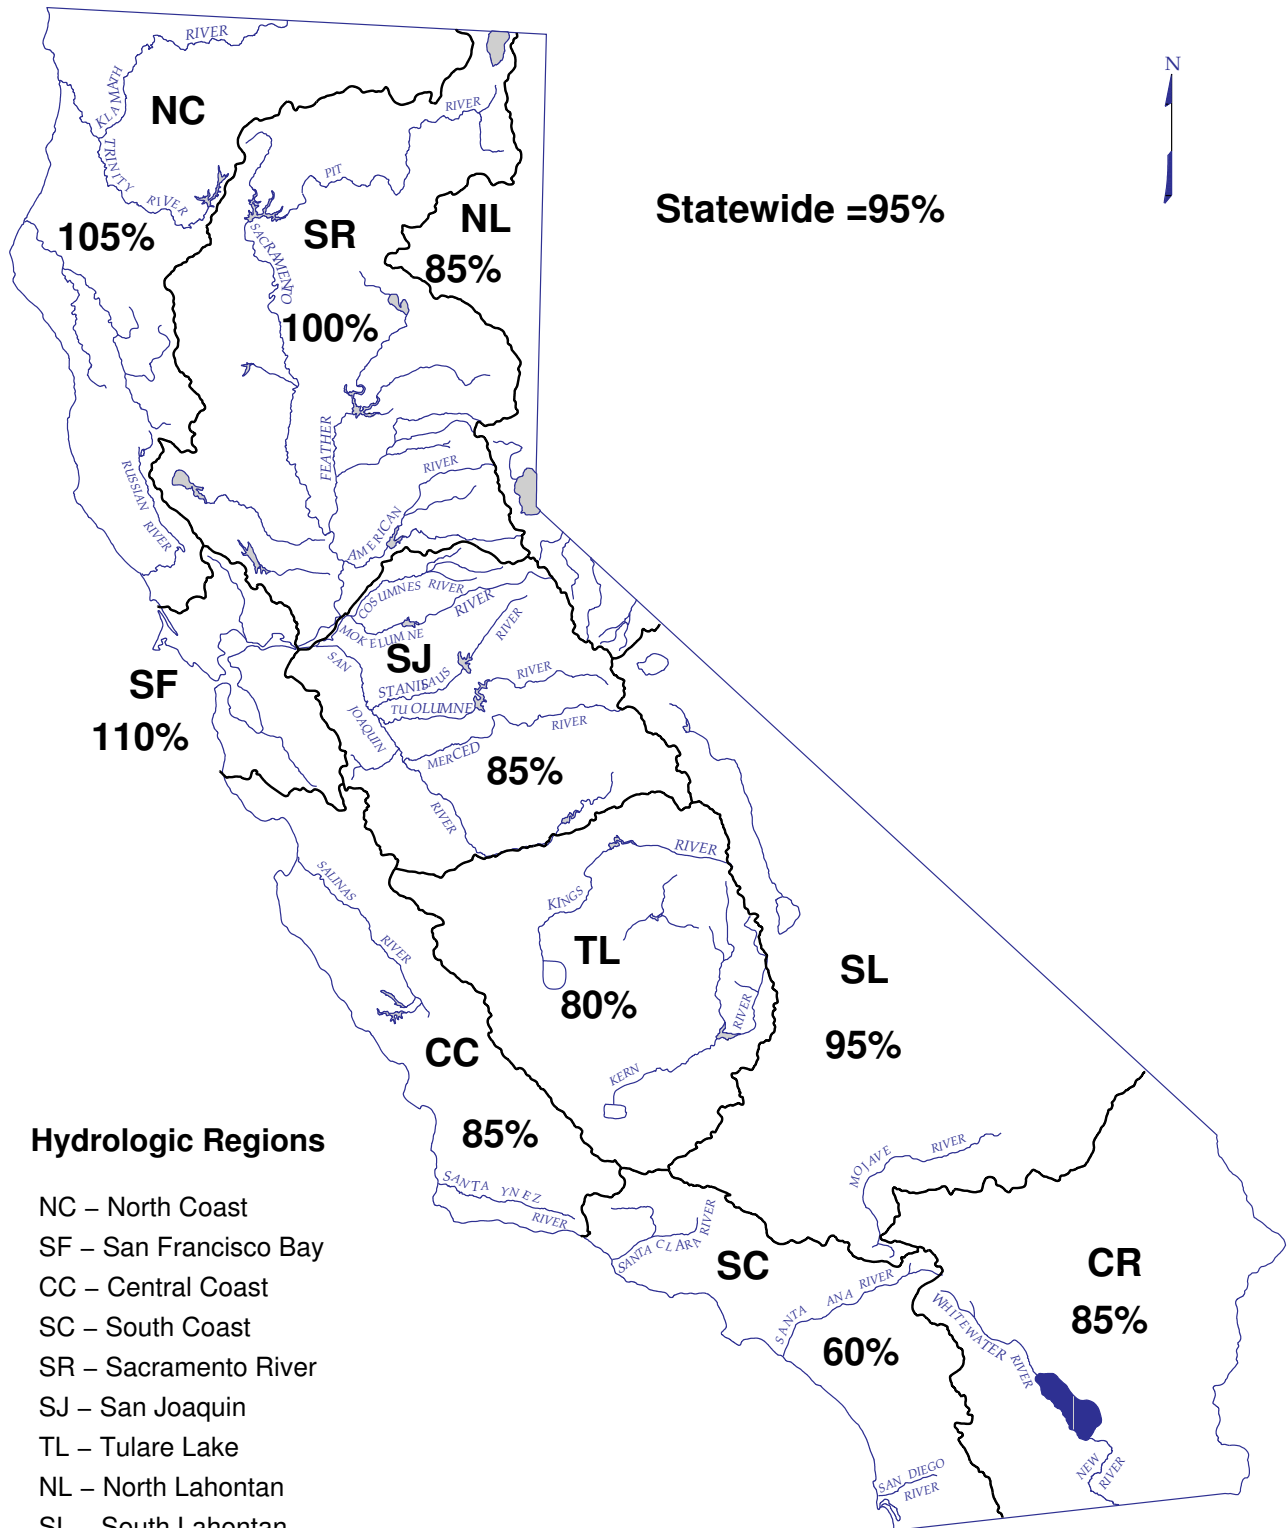 RIVER
KLAMATH
NC
N
RIVER
TRINITY RIVER
PIT
105%
SR
NL
85%
Statewide =95%
SACRAMENTO
100%
FEATHER
RIVER
AMERICAN
RUSSIAN RIVER
COSUMNES RIVER
MOKELUMNE
RIVER
SAN
SJ
RIVER
STANISLAUS
SF
110%
RIVER
TUOLUMNE
JOAQUIN
RIVER
MERCED
85%
RIVER
RIVER
SALINAS
KINGS
RIVER
TL
80%
SL
95%
RIVER
CC
KERN
85%
Hydrologic Regions
NC – North Coast
SF – San Francisco Bay
CC – Central Coast
SC – South Coast
SR – Sacramento River
SJ – San Joaquin
TL – Tulare Lake
NL – North Lahontan
SL – South Lahontan
MOJAVE RIVER
SANTA YNEZ
RIVER
SANTA CLARA RIVER
SC
CR
85%
SANTA ANA RIVER
60%
WHITEWATER RIVER
SAN DIEGO
RIVER
NEW
RIVER